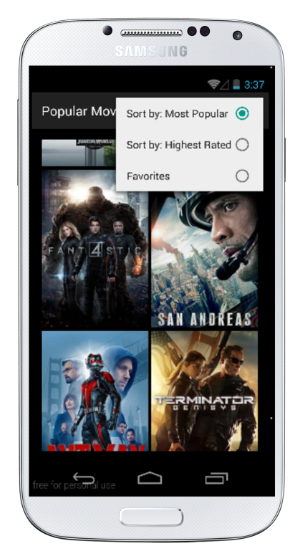 SAMSUNG
3:37
Popular Mov
Sort by: Most Popular
Sort by: Highest Rated
Favorites
FANT4STIC
SAN ANDREAS
TERMINATOR
GENISYS
ANT-MAN
free for personal use